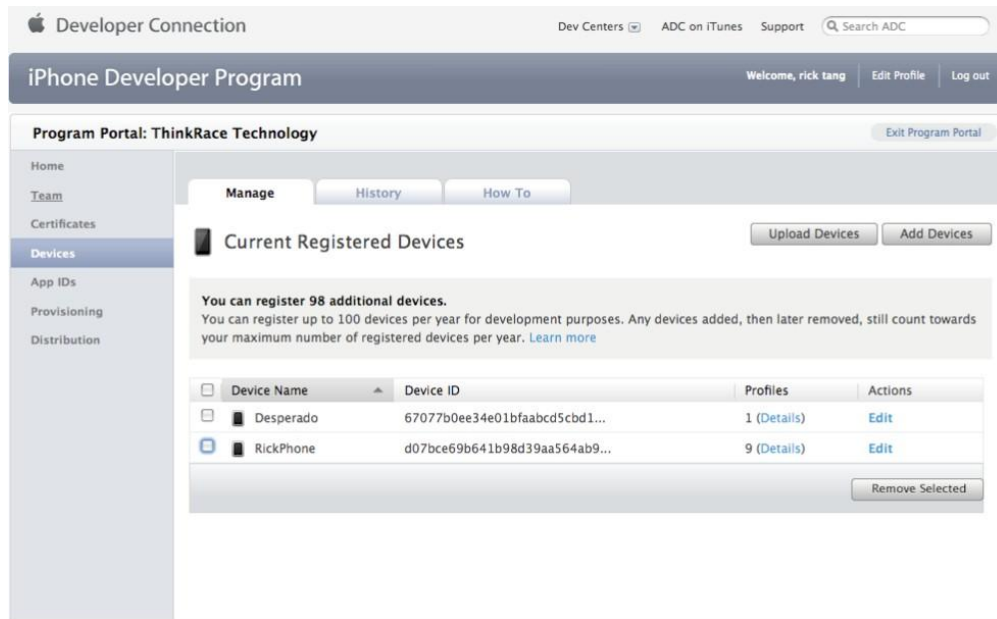 Developer Connection
Dev Centers ADC on iTunes Support Search ADC
iPhone Developer Program
Welcome, rick tang Edit Profile Log out
Program Portal: ThinkRace Technology
Exit Program Portal
Home
Team
Certificates
Devices
App IDs
Provisioning
Distribution
Manage History How To
Current Registered Devices
Upload Devices Add Devices
You can register 98 additional devices.
You can register up to 100 devices per year for development purposes. Any devices added, then later removed, still count towards
your maximum number of registered devices per year. Learn more
Device Name Device ID Profiles Actions
Desperado 67077b0ee34e01bfaabcd5cbd1... 1 (Details) Edit
RickPhone d07bce69b641b98d39aa564ab9... 9 (Details) Edit
Remove Selected